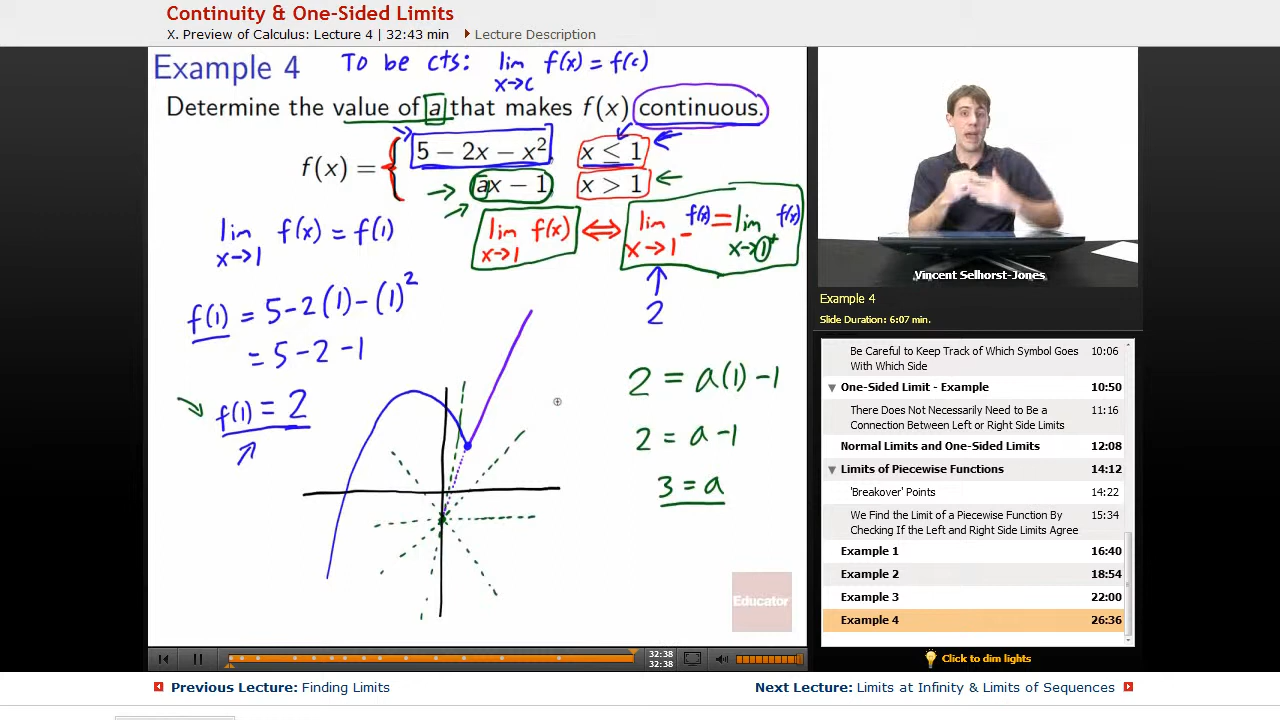 Continuity & One-Sided Limits
X. Preview of Calculus: Lecture 4 | 32:43 min
Lecture Description
Example 4
To be cts: lim f(x) = f(c)
x→c
Determine the value of a that makes f(x) continuous.
f(x) = {
5 − 2x − x² x ≤ 1
ax − 1, x > 1
lim f(x) = f(1)
x→1
lim f(x) ⇔ lim f(x) = lim f(x)
x→1 x→1⁻ x→1⁺
2
f(1) = 5-2(1)-(1)²
= 5-2-1
f(1) = 2
2 = a(1) -1
2 = a-1
3 = a
Educator
Vincent Selhorst-Jones
Example 4
Slide Duration: 6:07 min.
Be Careful to Keep Track of Which Symbol Goes With Which Side 10:06
One-Sided Limit - Example 10:50
There Does Not Necessarily Need to Be a Connection Between Left or Right Side Limits 11:16
Normal Limits and One-Sided Limits 12:08
Limits of Piecewise Functions 14:12
'Breakover' Points 14:22
We Find the Limit of a Piecewise Function By Checking If the Left and Right Side Limits Agree 15:34
Example 1 16:40
Example 2 18:54
Example 3 22:00
Example 4 26:36
32:38
32:38
Click to dim lights
Previous Lecture: Finding Limits
Next Lecture: Limits at Infinity & Limits of Sequences